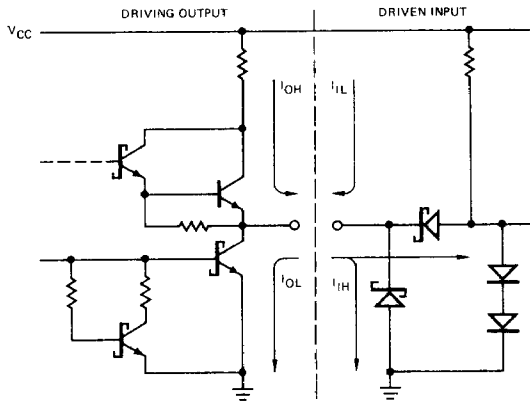 DRIVING OUTPUT
DRIVEN INPUT
VCC
IOH
IIL
IOL
IIH